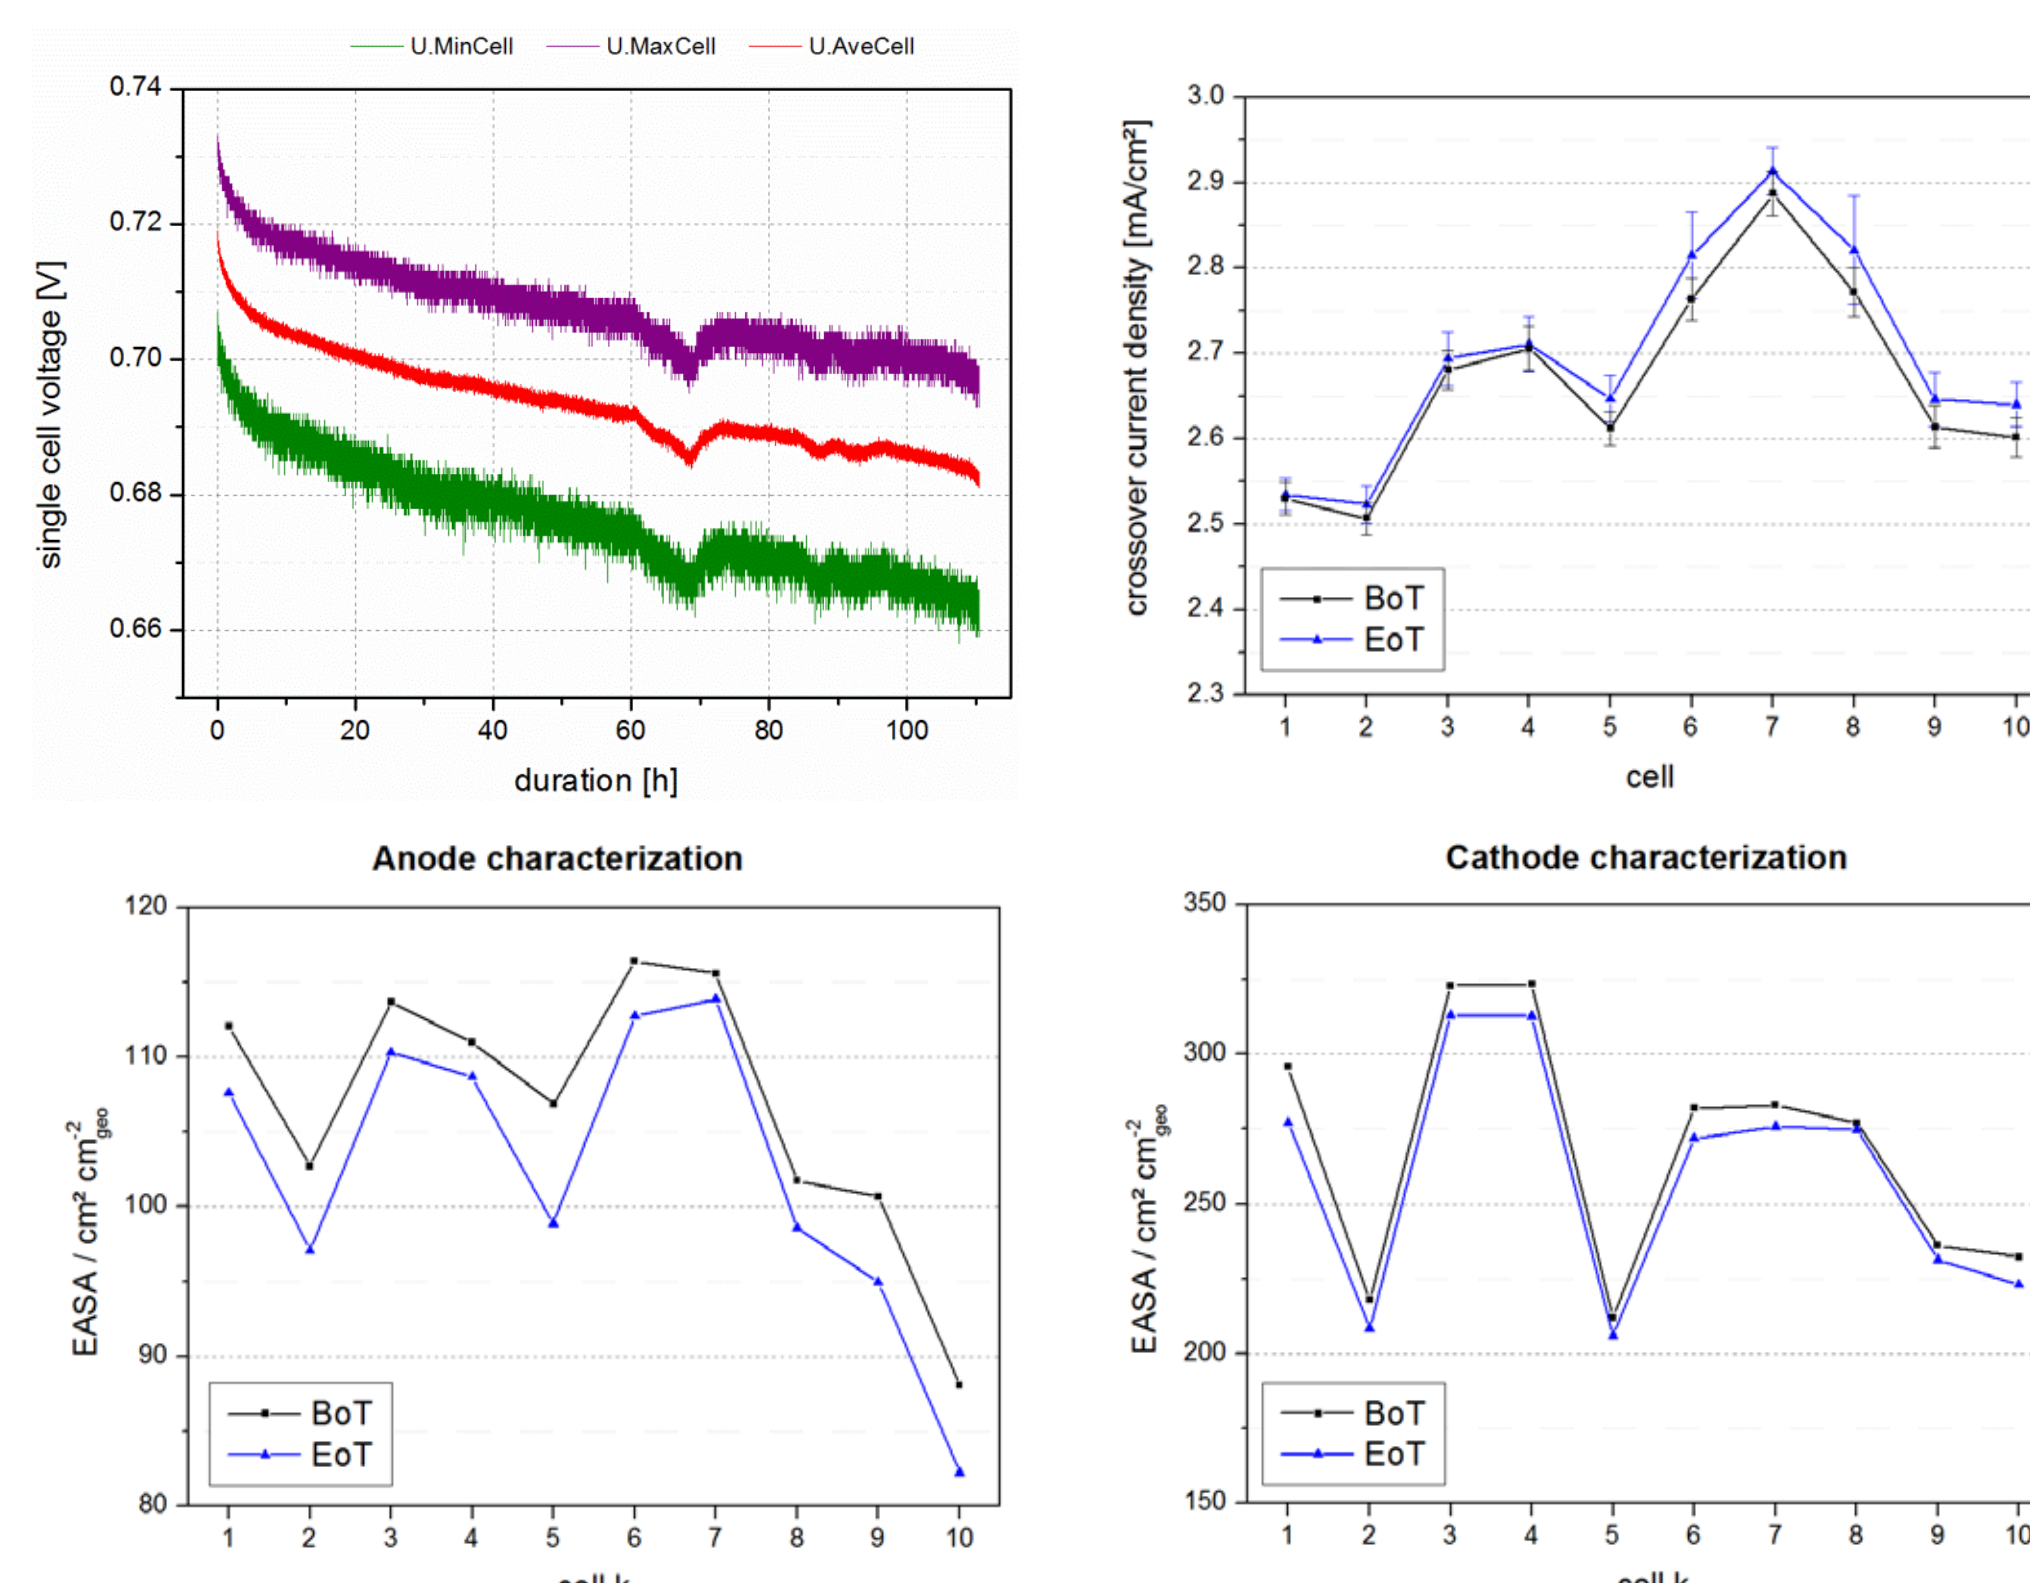 U.MinCell U.MaxCell U.AveCell
0.74
0.72
0.70
0.68
0.66
single cell voltage [V]
0 20 40 60 80 100
duration [h]
3.0
2.9
2.8
2.7
2.6
2.5
2.4
2.3
crossover current density [mA/cm²]
BoT
EoT
1 2 3 4 5 6 7 8 9 10
cell
Anode characterization
120
110
100
90
80
EASA / cm² cm⁻²geo
BoT
EoT
1 2 3 4 5 6 7 8 9 10
cell k
Cathode characterization
350
300
250
200
150
EASA / cm² cm⁻²geo
BoT
EoT
1 2 3 4 5 6 7 8 9 10
cell k